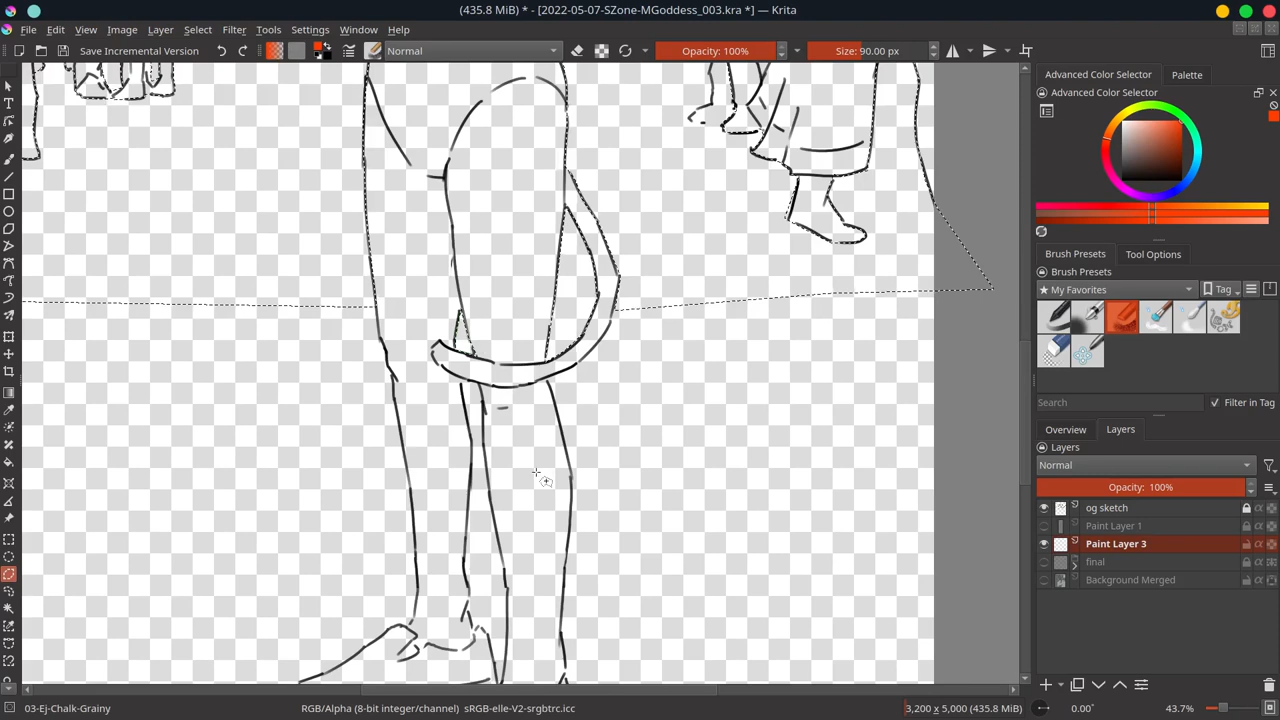 (435.8 MiB) * - [2022-05-07-SZone-MGoddess_003.kra *] — Krita
File Edit View Image Layer Select Filter Tools Settings Window Help
Save Incremental Version Normal Opacity: 100% Size: 90.00 px
Advanced Color Selector Palette
Advanced Color Selector
Brush Presets Tool Options
Brush Presets
My Favorites Tag
Search Filter in Tag
Overview Layers
Layers
Normal
Opacity: 100%
og sketch
Paint Layer 1
Paint Layer 3
final
Background Merged
03-Ej-Chalk-Grainy RGB/Alpha (8-bit integer/channel) sRGB-elle-V2-srgbtrc.icc 3,200 x 5,000 (435.8 MiB) 0.00° 43.7%